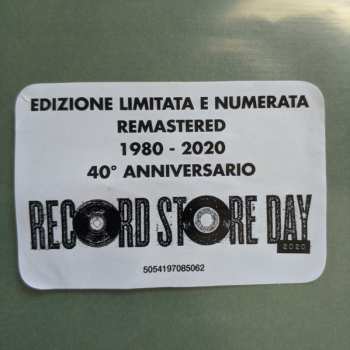 EDIZIONE LIMITATA E NUMERATA
REMASTERED
1980 - 2020
40° ANNIVERSARIO
RECORD STORE DAY
2020
5054197085062